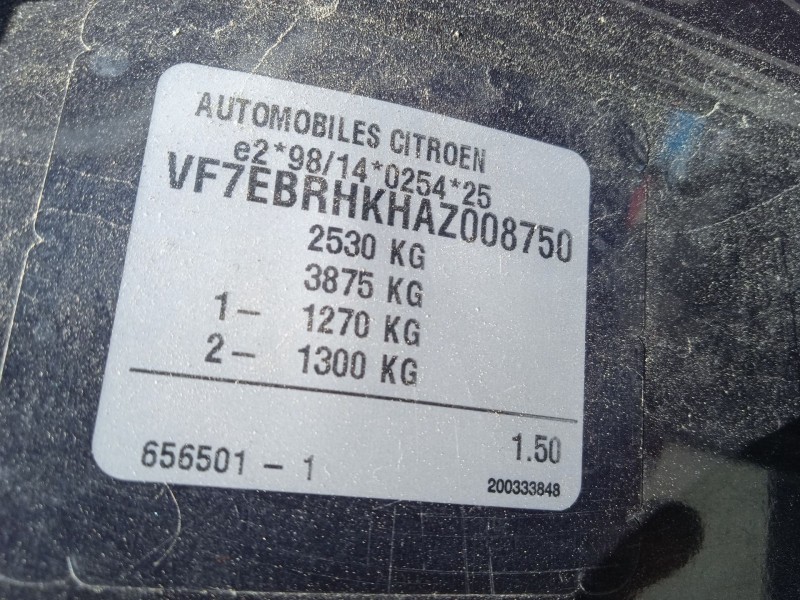 AUTOMOBILES CITROEN
e2*98/14*0254*25
VF7EBRHKHAZ008750
2530 KG
3875 KG
1- 1270 KG
2- 1300 KG
656501-1 1.50
200333848